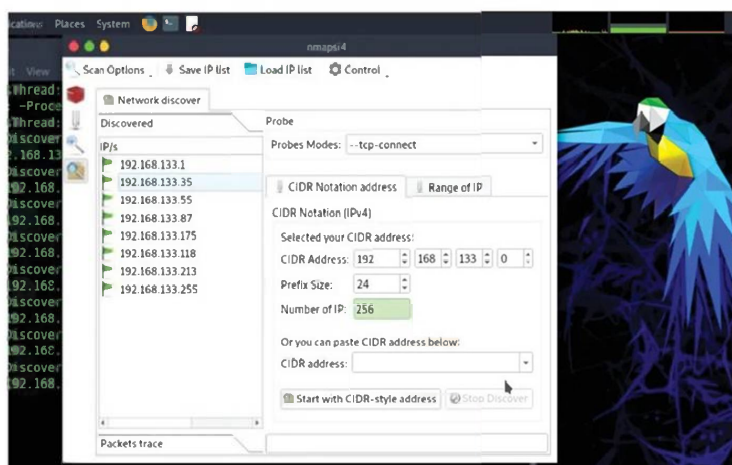 Places System
nmapsi4
View
Scan Options Save IP list Load IP list Control
Network discover
Discovered
IP/s
192.168.133.1
192.168.133.35
192.168.133.55
192.168.133.87
192.168.133.175
192.168.133.118
192.168.133.213
192.168.133.255
Packets trace
Probe
Probes Modes: --tcp-connect
CIDR Notation address Range of IP
CIDR Notation (IPv4)
Selected your CIDR address:
CIDR Address: 192 168 133 0
Prefix Size: 24
Number of IP: 256
Or you can paste CIDR address below:
CIDR address:
Start with CIDR-style address Stop Discover